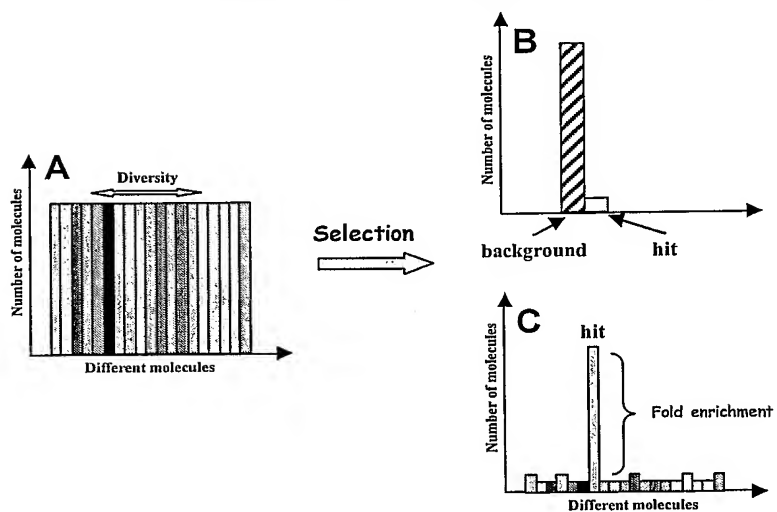 A
Diversity
Number of molecules
Different molecules
Selection
B
Number of molecules
background
hit
C
hit
Number of molecules
Fold enrichment
Different molecules